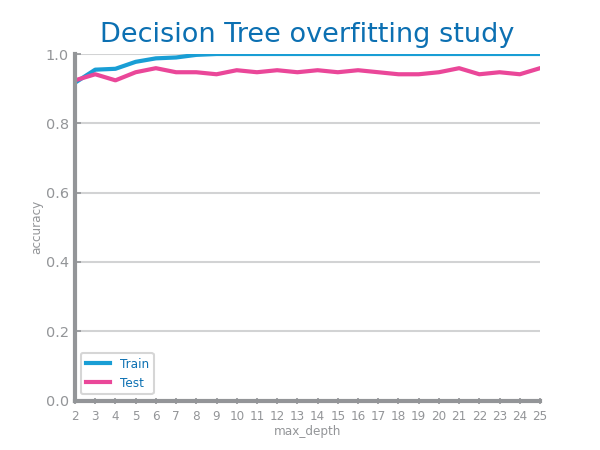 Decision Tree overfitting study
1.0
0.8
0.6
0.4
0.2
0.0
accuracy
Train
Test
2 3 4 5 6 7 8 9 10 11 12 13 14 15 16 17 18 19 20 21 22 23 24 25
max_depth